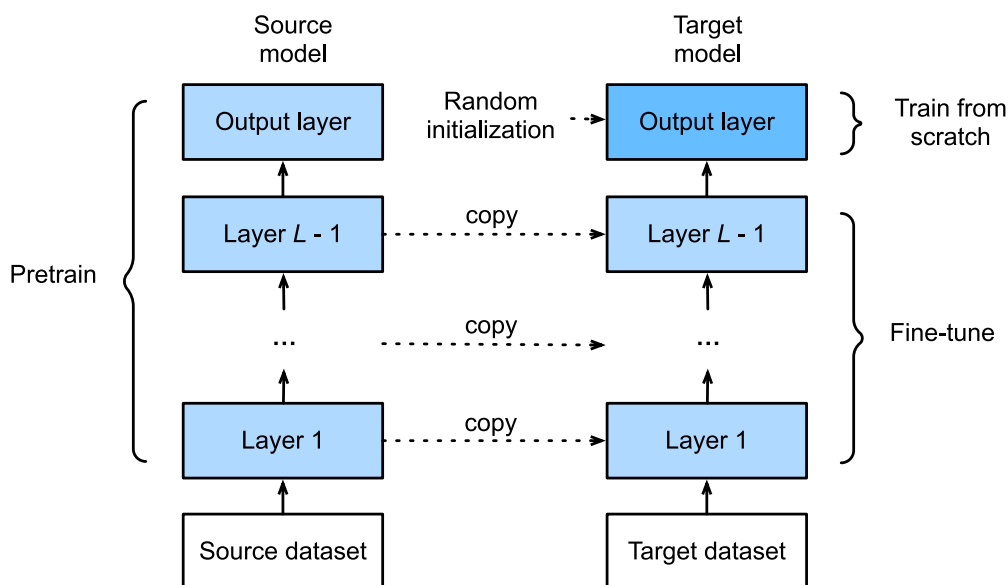 Source
model
Target
model
Output layer
Random
initialization
Output layer
Train from
scratch
Layer L - 1
copy
Layer L - 1
Pretrain
...
copy
...
Fine-tune
Layer 1
copy
Layer 1
Source dataset
Target dataset